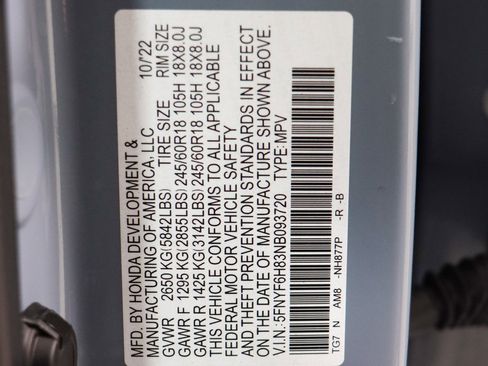 MFD. BY HONDA DEVELOPMENT &
MANUFACTURING OF AMERICA, LLC 10/22
GVWR 2650 KG(5842LBS) TIRE SIZE RIM SIZE
GAWR F 1295 KG(2855LBS)245/60R18 105H 18X8.0J
GAWR R 1425 KG(3142LBS)245/60R18 105H 18X8.0J
THIS VEHICLE CONFORMS TO ALL APPLICABLE
FEDERAL MOTOR VEHICLE SAFETY
AND THEFT PREVENTION STANDARDS IN EFFECT
ON THE DATE OF MANUFACTURE SHOWN ABOVE.
V.I.N.:5FNYF6H83NB093720 TYPE:MPV
TG7 N AM8 -NH877P -R -B